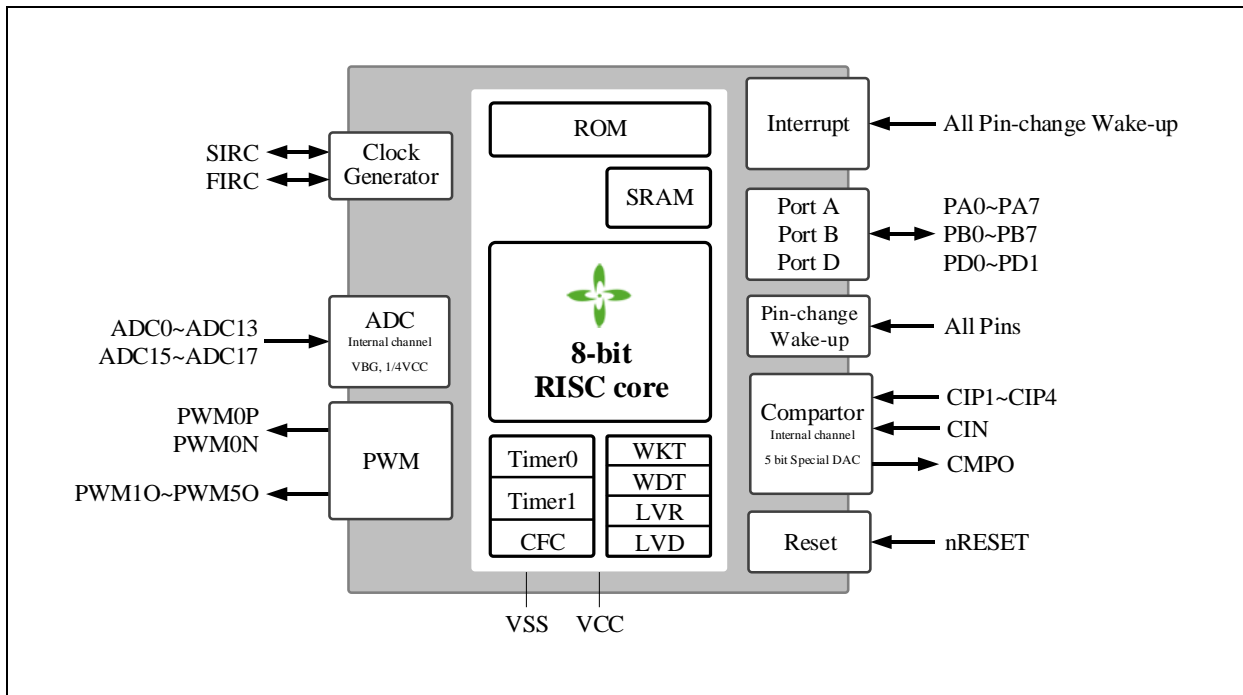 SIRC
FIRC
Clock
Generator
ADC0~ADC13
ADC15~ADC17
ADC
Internal channel
VBG, 1/4VCC
PWM0P
PWM0N
PWM1O~PWM5O
PWM
ROM
SRAM
8-bit
RISC core
Timer0
Timer1
CFC
WKT
WDT
LVR
LVD
VSS
VCC
Interrupt
All Pin-change Wake-up
Port A
Port B
Port D
PA0~PA7
PB0~PB7
PD0~PD1
Pin-change
Wake-up
All Pins
Compartor
Internal channel
5 bit Special DAC
CIP1~CIP4
CIN
CMPO
Reset
nRESET